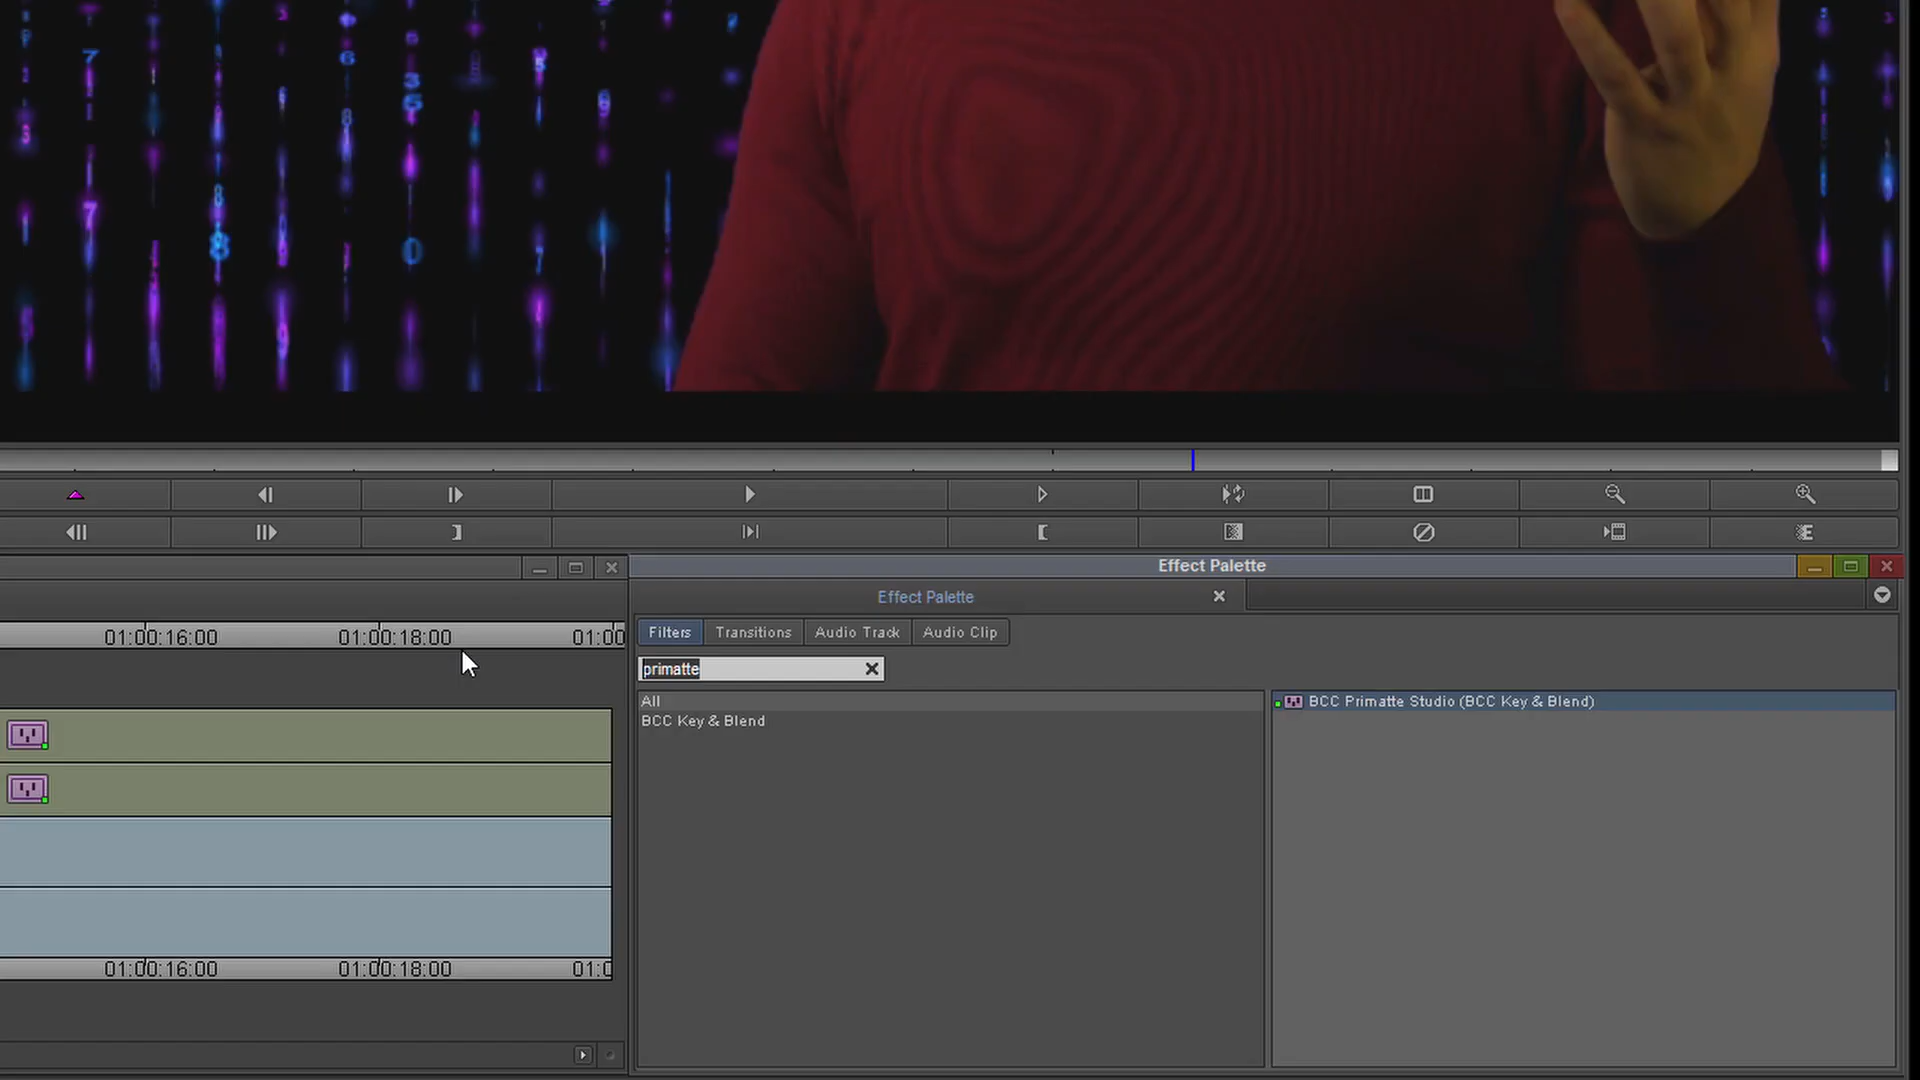 Effect Palette
Effect Palette
01:00:16:00 01:00:18:00 01:00
Filters Transitions Audio Track Audio Clip
primatte
All
BCC Key & Blend
BCC Primatte Studio (BCC Key & Blend)
01:00:16:00 01:00:18:00 01:0